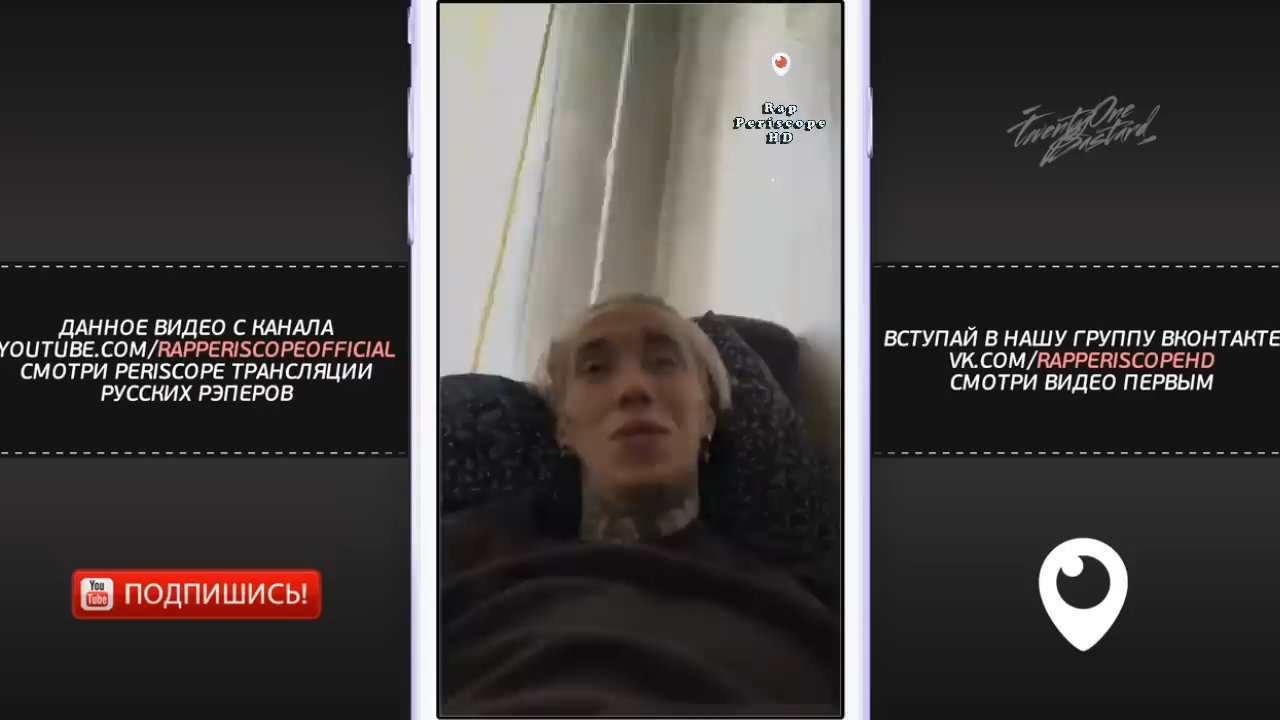 ДАННОЕ ВИДЕО С КАНАЛА
YOUTUBE.COM/RAPPERISCOPEOFFICIAL
СМОТРИ PERISCOPE ТРАНСЛЯЦИИ
РУССКИХ РЭПЕРОВ
You
Tube
ПОДПИШИСЬ!
Rap
Periscope
HD
TwentyOne
Bastard
ВСТУПАЙ В НАШУ ГРУППУ ВКОНТАКТЕ
VK.COM/RAPPERISCOPEHD
СМОТРИ ВИДЕО ПЕРВЫМ